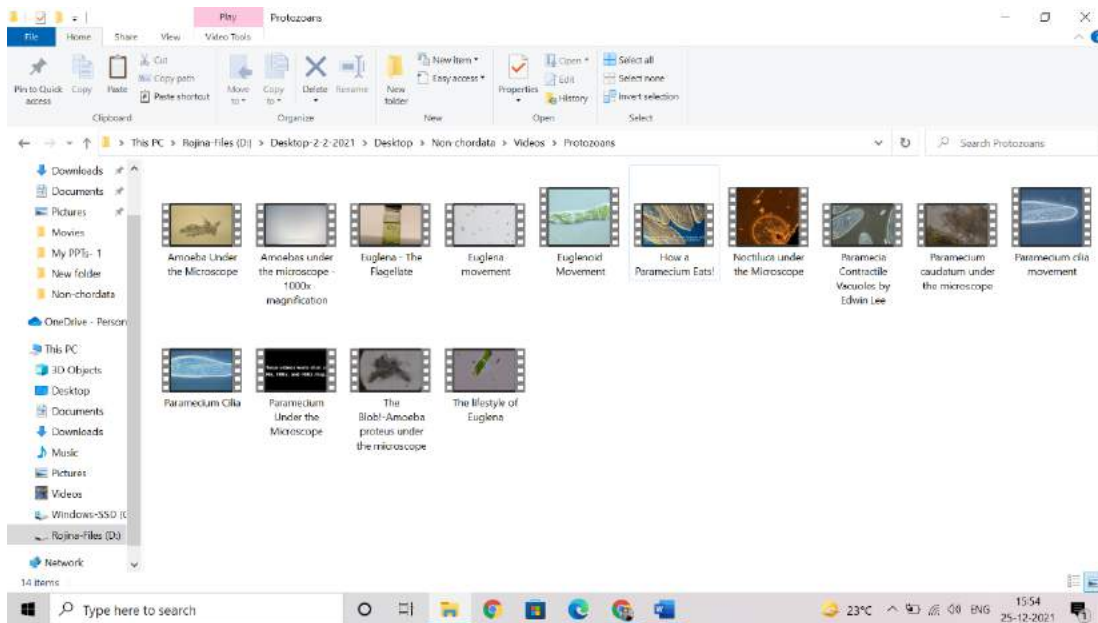 Play Protozoans
File Home Share View Video Tools
Pin to Quick access
Copy
Paste
Cut
Copy path
Paste shortcut
Move to
Copy to
Delete
Rename
New folder
New item
Easy access
Properties
Open
Edit
History
Select all
Select none
Invert selection
Clipboard Organize New Open Select
This PC > Rojina-Files (D:) > Desktop-2-2-2021 > Desktop > Non-chordata > Videos > Protozoans
Search Protozoans
Downloads
Documents
Pictures
Movies
My PPTs- 1
New folder
Non-chordata
OneDrive - Person
This PC
3D Objects
Desktop
Documents
Downloads
Music
Pictures
Videos
Windows-SSD (C
Rojina-Files (D:)
Network
Amoeba Under
the Microscope
Amoebas under
the microscope -
1000x
magnification
Euglena - The
Flagellate
Euglena
movement
Euglenoid
Movement
How a
Paramecium Eats!
Noctiluca under
the Microscope
Paramecia
Contractile
Vacuoles by
Edwin Lee
Paramecium
caudatum under
the microscope
Paramecium cilia
movement
Paramecium Cilia
Paramecium
Under the
Microscope
The
Blob!-Amoeba
proteus under
the microscope
The lifestyle of
Euglena
14 items
Type here to search
23°C
ENG
15:54
25-12-2021